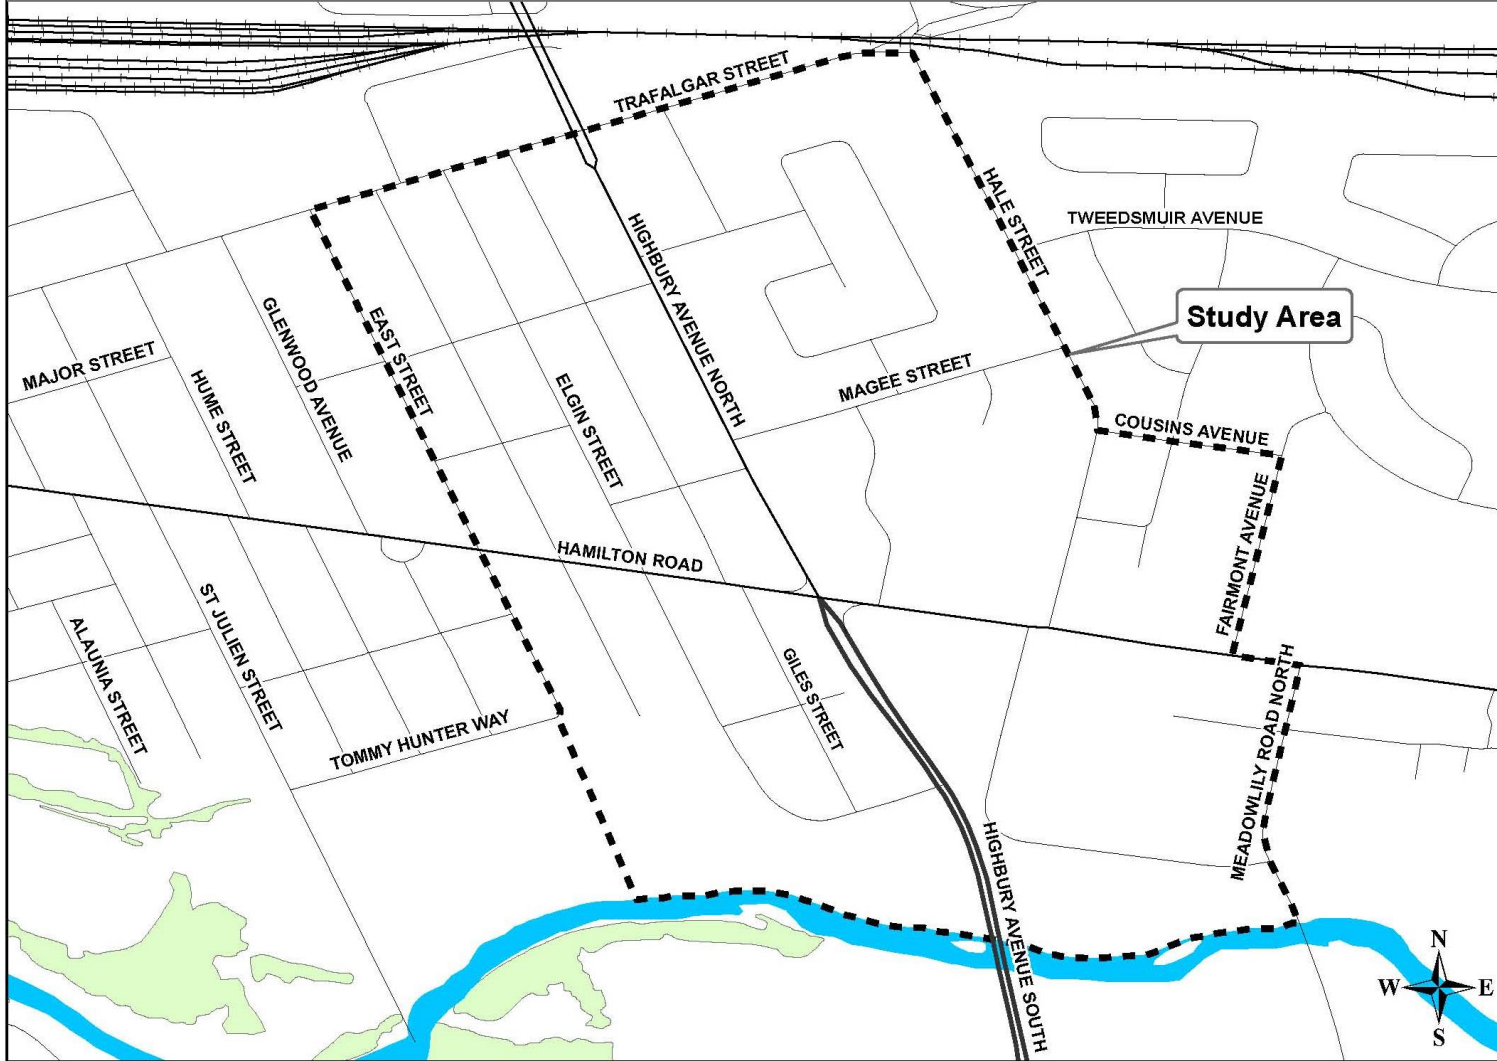 TRAFALGAR STREET
HALE STREET
TWEEDSMUIR AVENUE
HIGHBURY AVENUE NORTH
Study Area
GLENWOOD AVENUE
EAST STREET
MAJOR STREET
HUME STREET
ELGIN STREET
MAGEE STREET
COUSINS AVENUE
FAIRMONT AVENUE
HAMILTON ROAD
ST JULIEN STREET
ALAUNIA STREET
GILES STREET
MEADOWLILY ROAD NORTH
TOMMY HUNTER WAY
HIGHBURY AVENUE SOUTH
N
W E
S